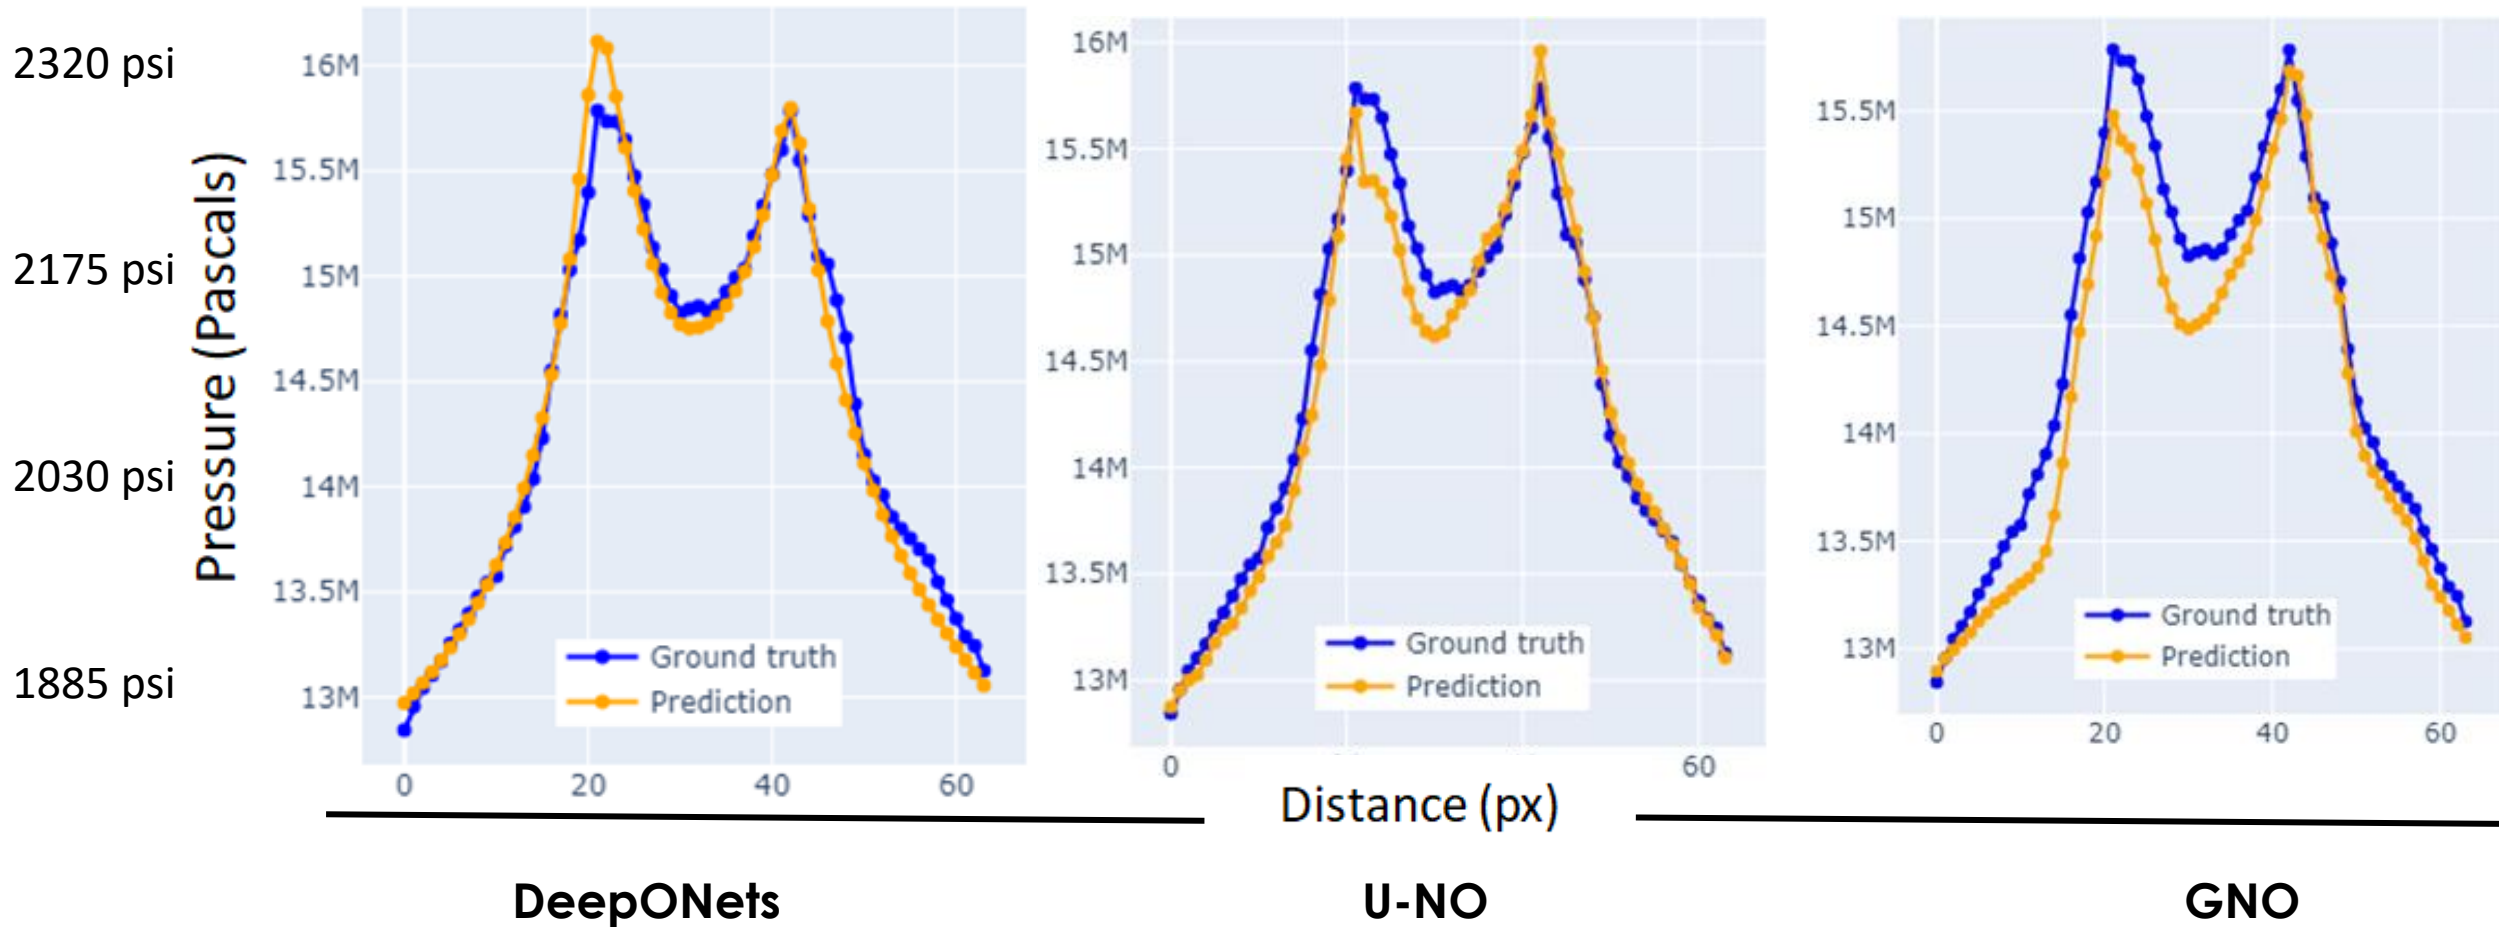 2320 psi
2175 psi
2030 psi
1885 psi
Pressure (Pascals)
16M
15.5M
15M
14.5M
14M
13.5M
13M
0
20
40
60
Ground truth
Prediction
16M
15.5M
15M
14.5M
14M
13.5M
13M
0
60
Ground truth
Prediction
15.5M
15M
14.5M
14M
13.5M
13M
0
20
40
60
Ground truth
Prediction
Distance (px)
DeepONets
U-NO
GNO